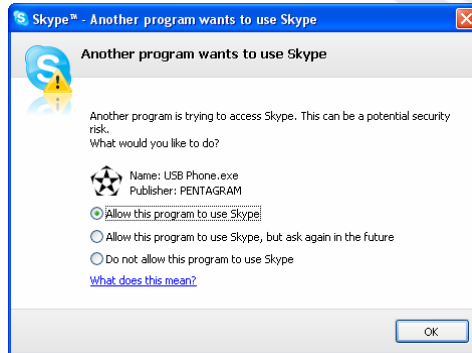 Skype™ - Another program wants to use Skype
Another program wants to use Skype
Another program is trying to access Skype. This can be a potential security
risk.
What would you like to do?
Name: USB Phone.exe
Publisher: PENTAGRAM
Allow this program to use Skype
Allow this program to use Skype, but ask again in the future
Do not allow this program to use Skype
What does this mean?
OK